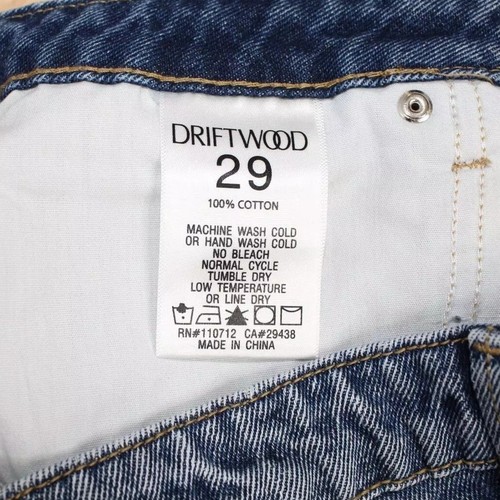 DRIFTWOOD
29
100% COTTON
MACHINE WASH COLD
OR HAND WASH COLD
NO BLEACH
NORMAL CYCLE
TUMBLE DRY
LOW TEMPERATURE
OR LINE DRY
RN#110712 CA#29438
MADE IN CHINA